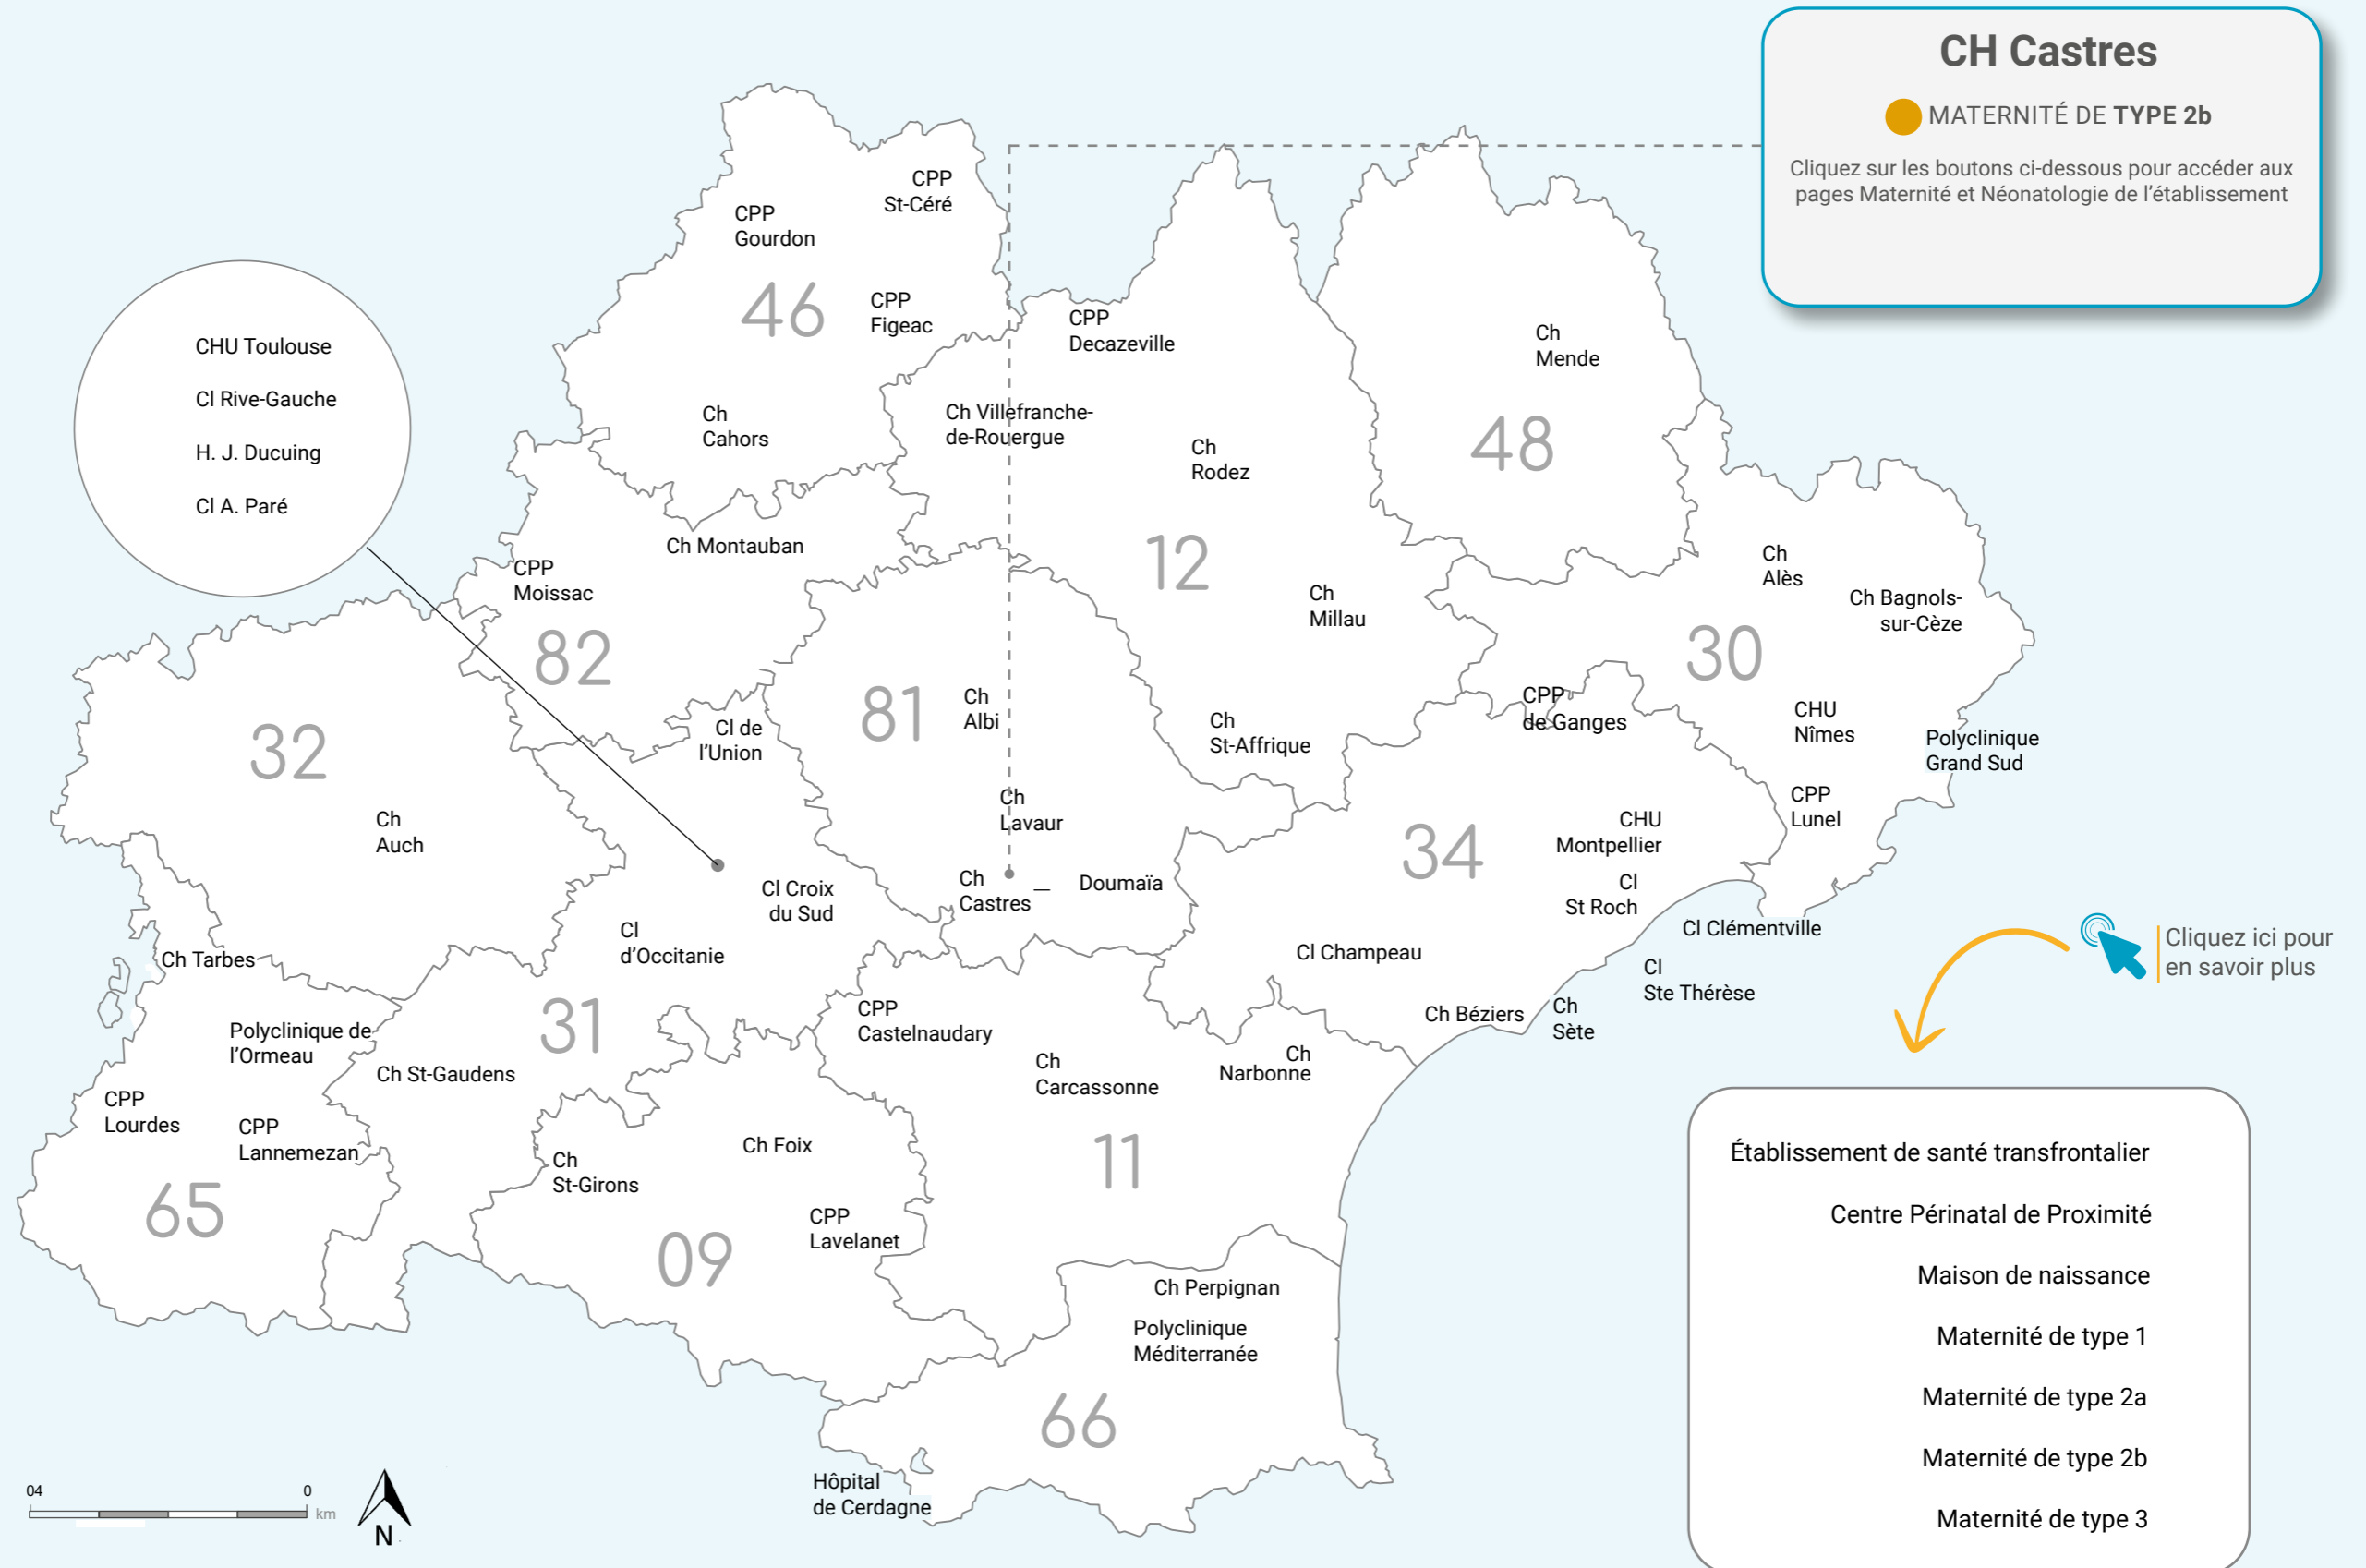 CH Castres
MATERNITÉ DE TYPE 2b
Cliquez sur les boutons ci-dessous pour accéder aux
pages Maternité et Néonatologie de l'établissement
CPP
St-Céré
CPP
Gourdon
46
CPP
Figeac
Ch
Cahors
CHU Toulouse
Cl Rive-Gauche
H. J. Ducuing
Cl A. Paré
CPP
Decazeville
Ch Villefranche-
de-Rouergue
Ch
Rodez
12
Ch
Millau
Ch
St-Affrique
Ch
Mende
48
Ch Montauban
CPP
Moissac
82
Ch
Alès
Ch Bagnols-
sur-Cèze
30
CHU
Nîmes
Polyclinique
Grand Sud
CPP
Lunel
CPP
de Ganges
32
Ch
Auch
81
Ch
Albi
Ch
Lavaur
Ch
Castres
Doumaïa
Cl de
l'Union
Cl Croix
du Sud
Cl
d'Occitanie
31
Ch St-Gaudens
34
CHU
Montpellier
Cl
St Roch
Cl Clémentville
Cl Champeau
Cl
Ste Thérèse
Ch Béziers
Ch
Sète
Cliquez ici pour
en savoir plus
Ch Tarbes
Polyclinique de
l'Ormeau
CPP
Lourdes
CPP
Lannemezan
65
CPP
Castelnaudary
Ch
Carcassonne
Ch
Narbonne
11
Ch
St-Girons
Ch Foix
CPP
Lavelanet
09
Ch Perpignan
Polyclinique
Méditerranée
66
Hôpital
de Cerdagne
Établissement de santé transfrontalier
Centre Périnatal de Proximité
Maison de naissance
Maternité de type 1
Maternité de type 2a
Maternité de type 2b
Maternité de type 3
04
0
km
N